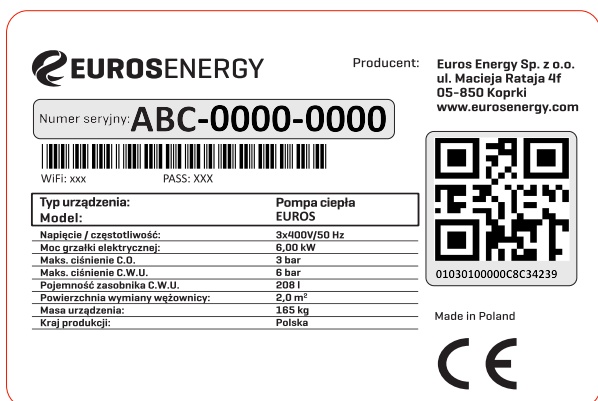 EUROSENERGY
Producent:
Euros Energy Sp. z o.o.
ul. Macieja Rataja 4f
05-850 Koprki
www.eurosenergy.com
Numer seryjny: ABC-0000-0000
WiFi: xxx PASS: XXX
Typ urządzenia: Pompa ciepła
Model: EUROS
Napięcie / częstotliwość: 3x400V/50 Hz
Moc grzałki elektrycznej: 6,00 kW
Maks. ciśnienie C.O. 3 bar
Maks. ciśnienie C.W.U. 6 bar
Pojemność zasobnika C.W.U. 208 l
Powierzchnia wymiany wężownicy: 2,0 m²
Masa urządzenia: 165 kg
Kraj produkcji: Polska
01030100000C8C34239
Made in Poland
CE